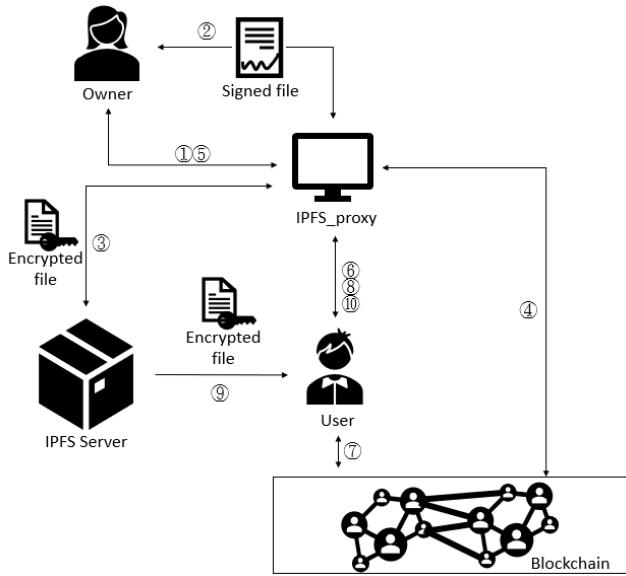 ②
Owner
Signed file
①⑤
IPFS_proxy
Encrypted
file
③
⑥
⑧
⑩
④
Encrypted
file
⑨
IPFS Server
User
⑦
Blockchain